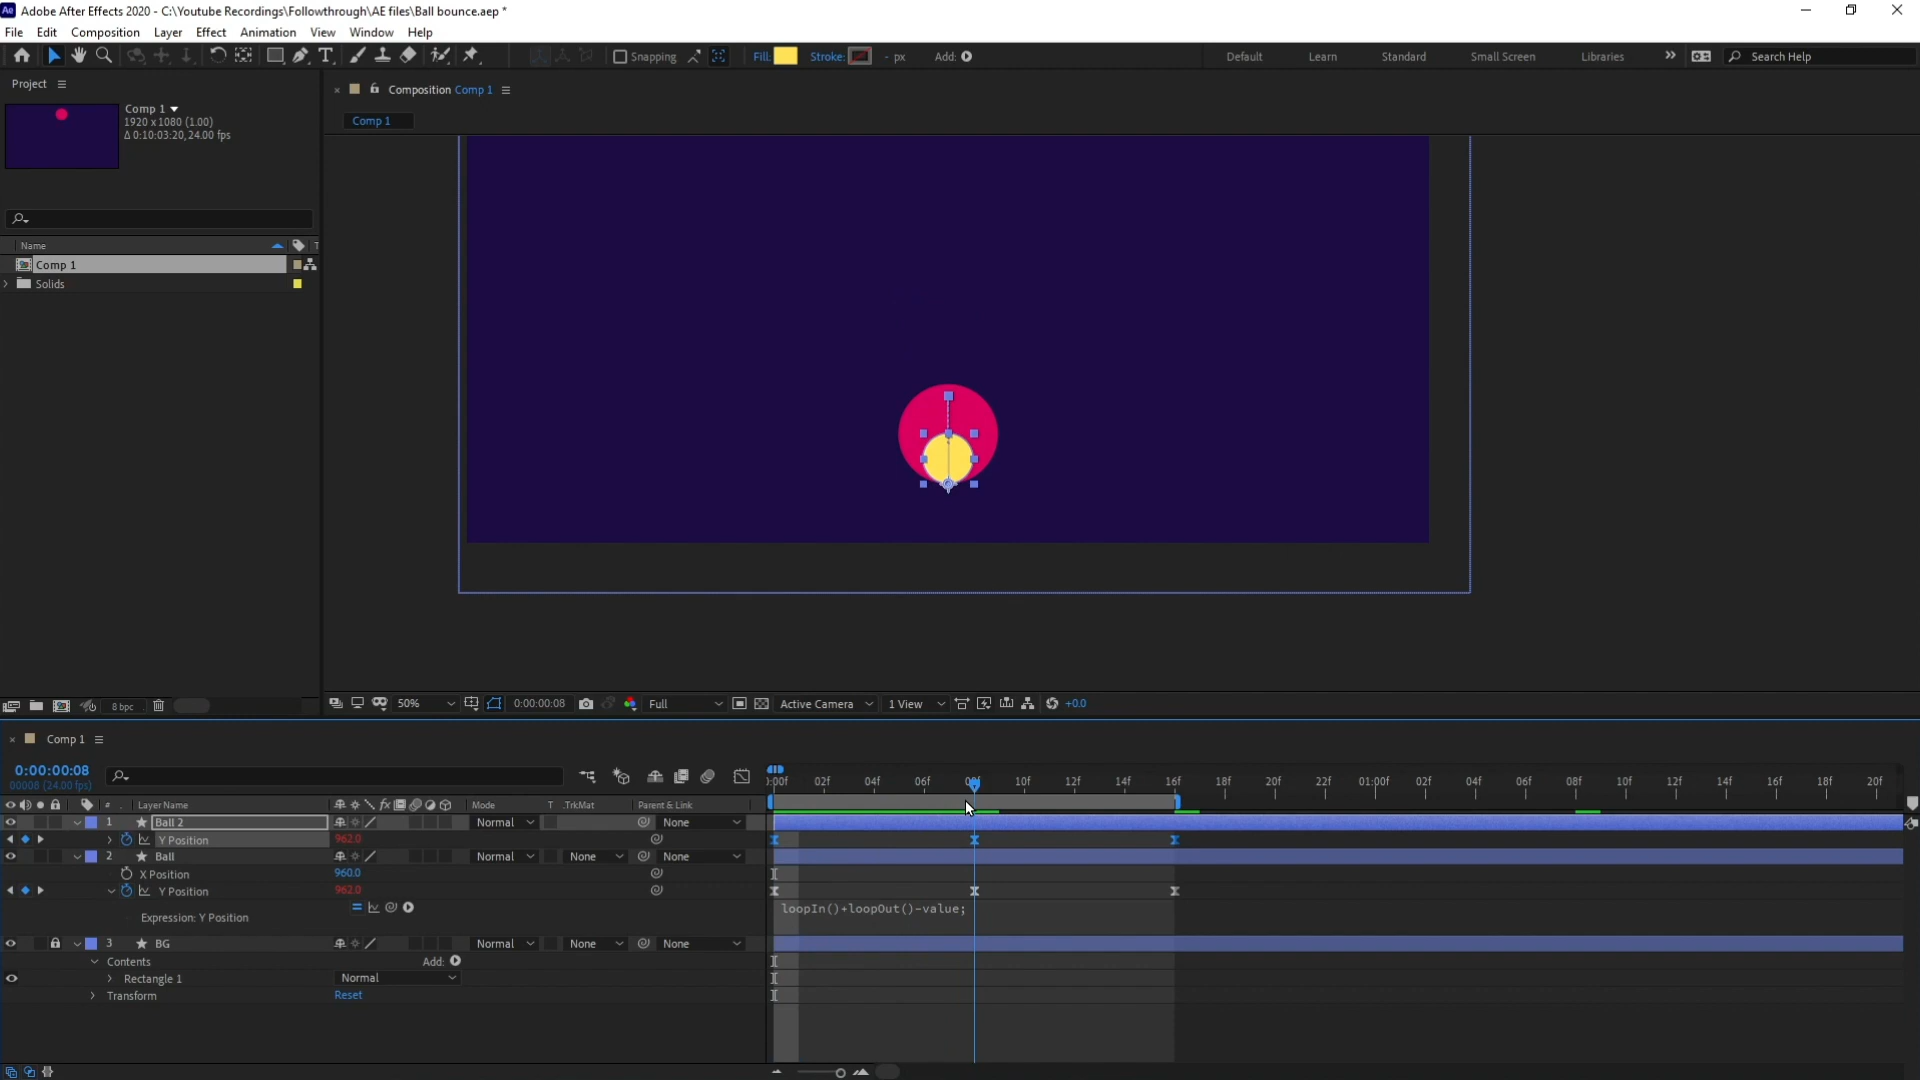 Ae Adobe After Effects 2020 - C:\Youtube Recordings\Followthrough\AE files\Ball bounce.aep *
File Edit Composition Layer Effect Animation View Window Help
Snapping Fill: Stroke: - px Add: Default Learn Standard Small Screen Libraries Search Help
Project
Composition Comp 1
Comp 1
1920 x 1080 (1.00)
Δ 0:10:03:20, 24.00 fps
Comp 1
Name T
Comp 1
Solids
8 bpc
50% 0:00:00:08 Full Active Camera 1 View +0.0
Comp 1
0:00:00:08
00008 (24.00 fps)
02f 04f 06f 10f 12f 14f 16f 18f 20f 22f 01:00f 02f 04f 06f 08f 10f 12f 14f 16f 18f 20f
# Layer Name fx Mode T .TrkMat Parent & Link
1 Ball 2 Normal None
Y Position 962.0
2 Ball Normal None None
X Position 960.0
Y Position 962.0
Expression: Y Position loopIn()+loopOut()-value;
3 BG Normal None None
Contents Add:
Rectangle 1 Normal
Transform Reset